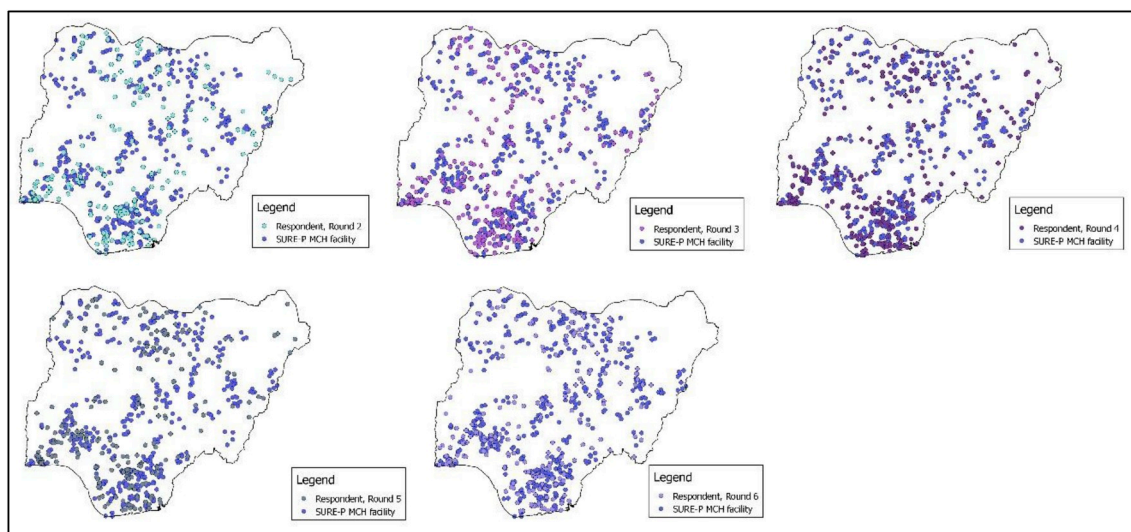 Legend
Respondent, Round 2
SURE-P MCH facility
Legend
Respondent, Round 3
SURE-P MCH facility
Legend
Respondent, Round 4
SURE-P MCH facility
Legend
Respondent, Round 5
SURE-P MCH facility
Legend
Respondent, Round 6
SURE-P MCH facility